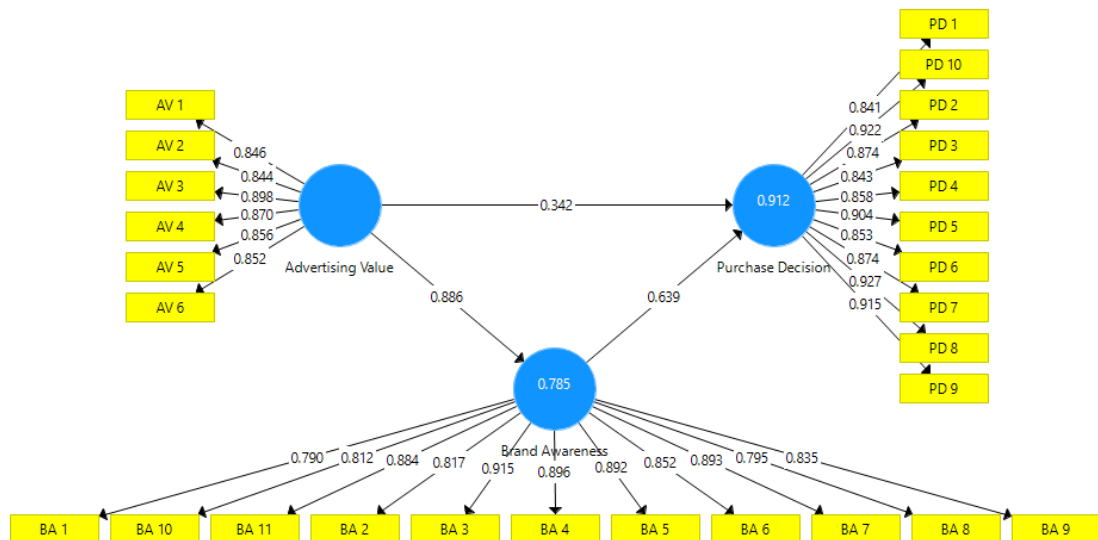 PD 1
PD 10
PD 2
PD 3
PD 4
PD 5
PD 6
PD 7
PD 8
PD 9
0.841
0.922
0.874
0.843
0.858
0.904
0.853
0.874
0.927
0.915
AV 1
AV 2
AV 3
AV 4
AV 5
AV 6
0.846
0.844
0.898
0.870
0.856
0.852
Advertising Value
0.342
0.912
Purchase Decision
0.886
0.639
0.785
Brand Awareness
0.790
0.812
0.884
0.817
0.915
0.896
0.892
0.852
0.893
0.795
0.835
BA 1
BA 10
BA 11
BA 2
BA 3
BA 4
BA 5
BA 6
BA 7
BA 8
BA 9